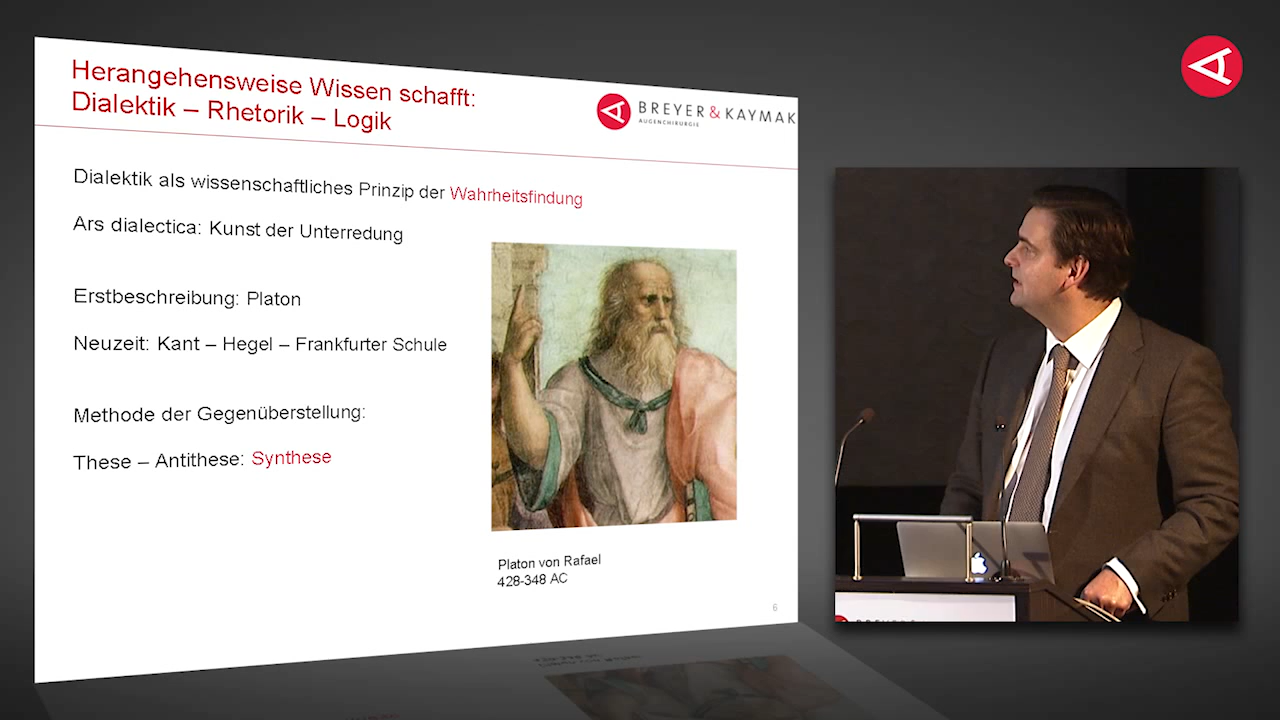 Herangehensweise Wissen schafft:
Dialektik – Rhetorik – Logik
BREYER & KAYMAK
AUGENCHIRURGIE
Dialektik als wissenschaftliches Prinzip der Wahrheitsfindung
Ars dialectica: Kunst der Unterredung
Erstbeschreibung: Platon
Neuzeit: Kant – Hegel – Frankfurter Schule
Methode der Gegenüberstellung:
These – Antithese: Synthese
Platon von Rafael
428-348 AC
6